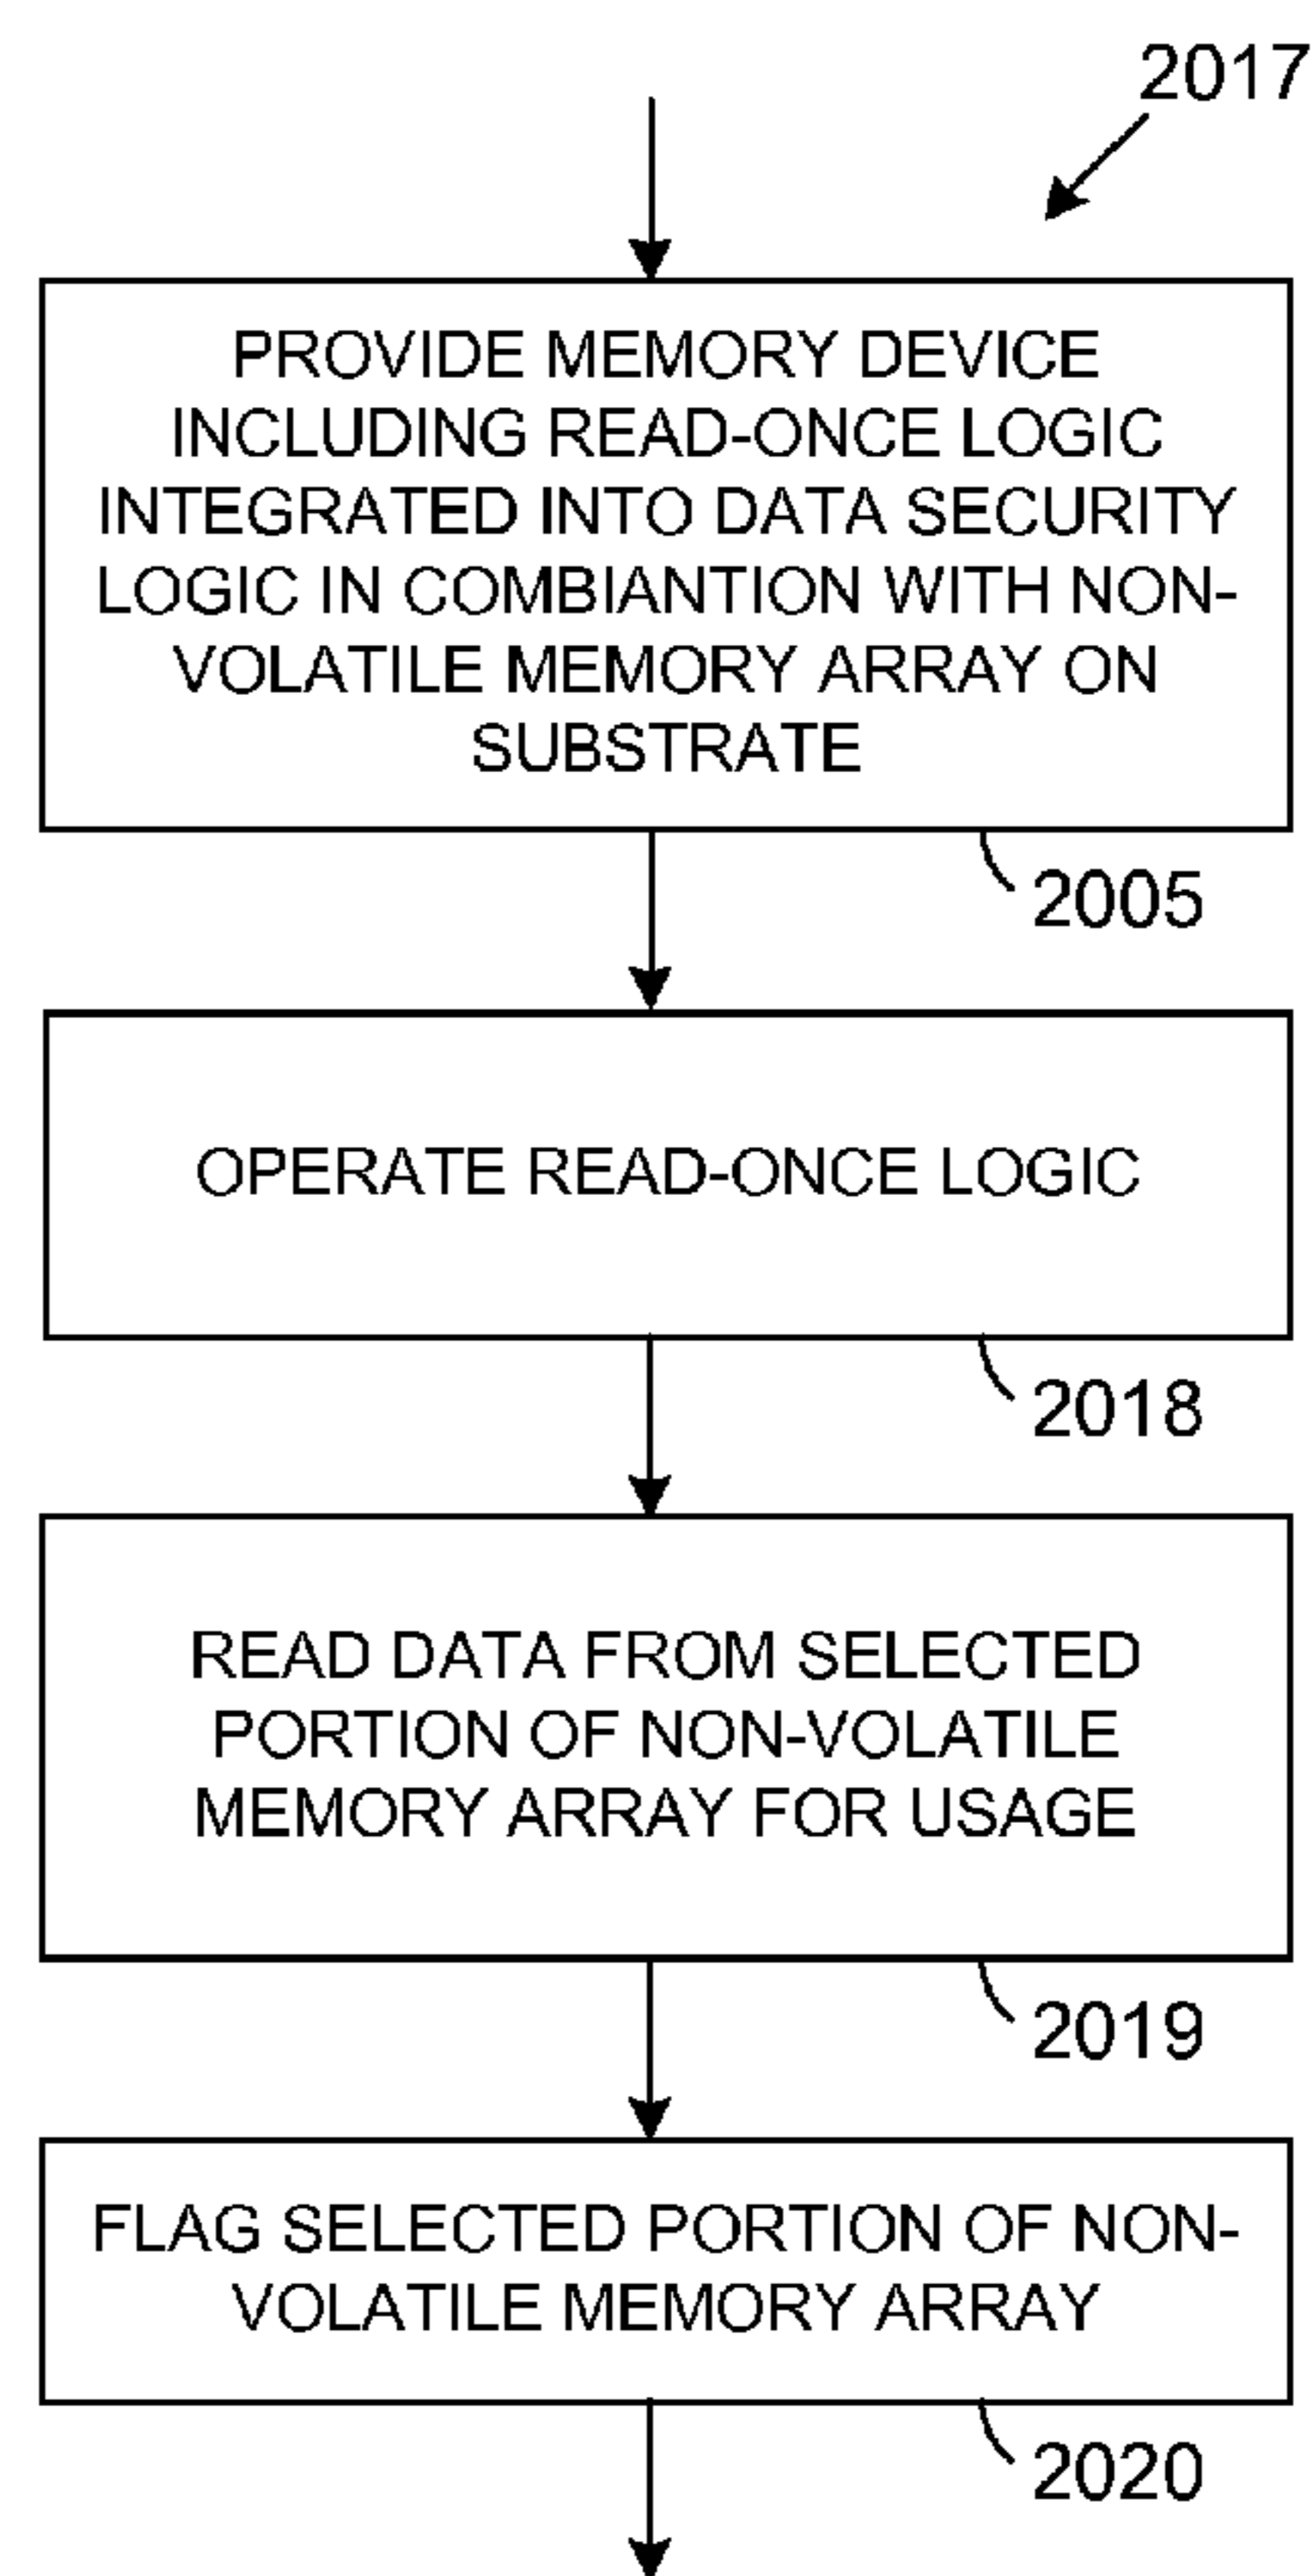 2017
PROVIDE MEMORY DEVICE
INCLUDING READ-ONCE LOGIC
INTEGRATED INTO DATA SECURITY
LOGIC IN COMBIANTION WITH NON-
VOLATILE MEMORY ARRAY ON
SUBSTRATE
2005
OPERATE READ-ONCE LOGIC
2018
READ DATA FROM SELECTED
PORTION OF NON-VOLATILE
MEMORY ARRAY FOR USAGE
2019
FLAG SELECTED PORTION OF NON-
VOLATILE MEMORY ARRAY
2020